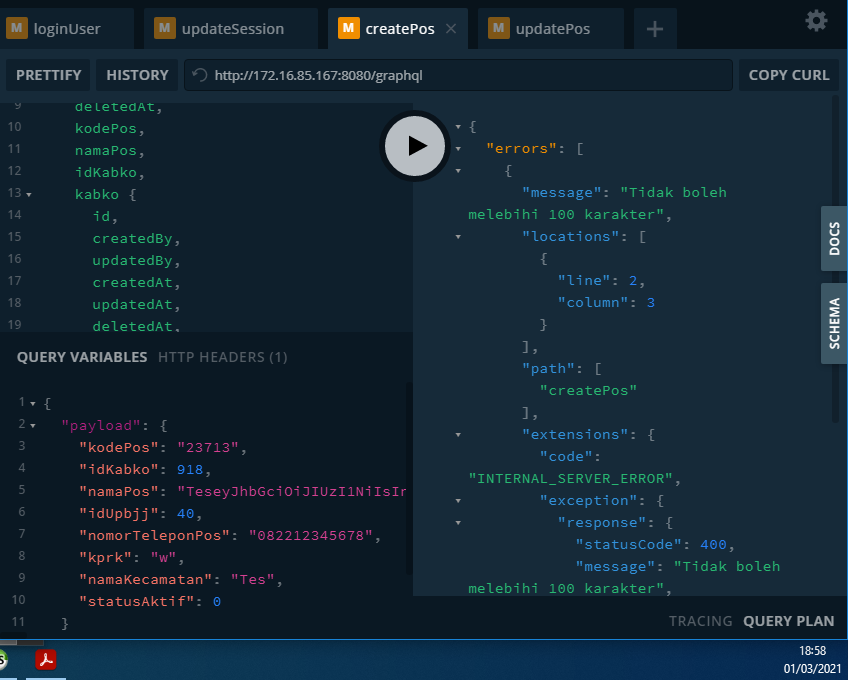 M loginUser
M updateSession
M createPos
M updatePos
PRETTIFY
HISTORY
http://172.16.85.167:8080/graphql
COPY CURL
9 deletedAt,
10 kodePos,
11 namaPos,
12 idKabko,
13 kabko {
14 id,
15 createdBy,
16 updatedBy,
17 createdAt,
18 updatedAt,
19 deletedAt,
QUERY VARIABLES HTTP HEADERS (1)
1 {
2 "payload": {
3 "kodePos": "23713",
4 "idKabko": 918,
5 "namaPos": "TeseyJhbGciOiJIUzI1NiIsIr
6 "idUpbjj": 40,
7 "nomorTeleponPos": "082212345678",
8 "kprk": "w",
9 "namaKecamatan": "Tes",
10 "statusAktif": 0
11 }
{
"errors": [
{
"message": "Tidak boleh
melebihi 100 karakter",
"locations": [
{
"line": 2,
"column": 3
}
],
"path": [
"createPos"
],
"extensions": {
"code":
"INTERNAL_SERVER_ERROR",
"exception": {
"response": {
"statusCode": 400,
"message": "Tidak boleh
melebihi 100 karakter",
DOCS
SCHEMA
TRACING QUERY PLAN
18:58
01/03/2021